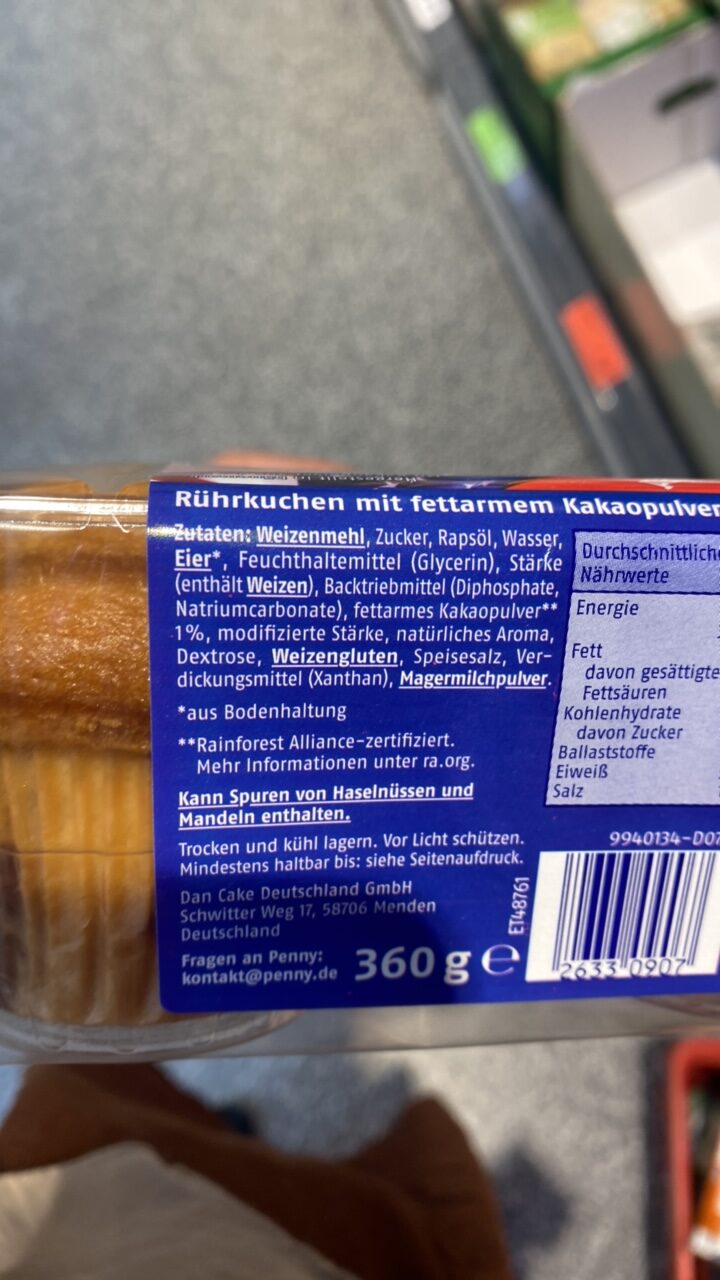 Rührkuchen mit fettarmem Kakaopulver
Zutaten: Weizenmehl, Zucker, Rapsöl, Wasser,
Eier*, Feuchthaltemittel (Glycerin), Stärke
(enthält Weizen), Backtriebmittel (Diphosphate,
Natriumcarbonate), fettarmes Kakaopulver**
1%, modifizierte Stärke, natürliches Aroma,
Dextrose, Weizengluten, Speisesalz, Ver-
dickungsmittel (Xanthan), Magermilchpulver.
*aus Bodenhaltung
**Rainforest Alliance-zertifiziert.
Mehr Informationen unter ra.org.
Kann Spuren von Haselnüssen und
Mandeln enthalten.
Trocken und kühl lagern. Vor Licht schützen.
Mindestens haltbar bis: siehe Seitenaufdruck.
Dan Cake Deutschland GmbH
Schwitter Weg 17, 58706 Menden
Deutschland
Fragen an Penny:
kontakt@penny.de
360 g e
ET48761
Durchschnittliche
Nährwerte
Energie
Fett
davon gesättigte
Fettsäuren
Kohlenhydrate
davon Zucker
Ballaststoffe
Eiweiß
Salz
9940134-D07
2633 0907